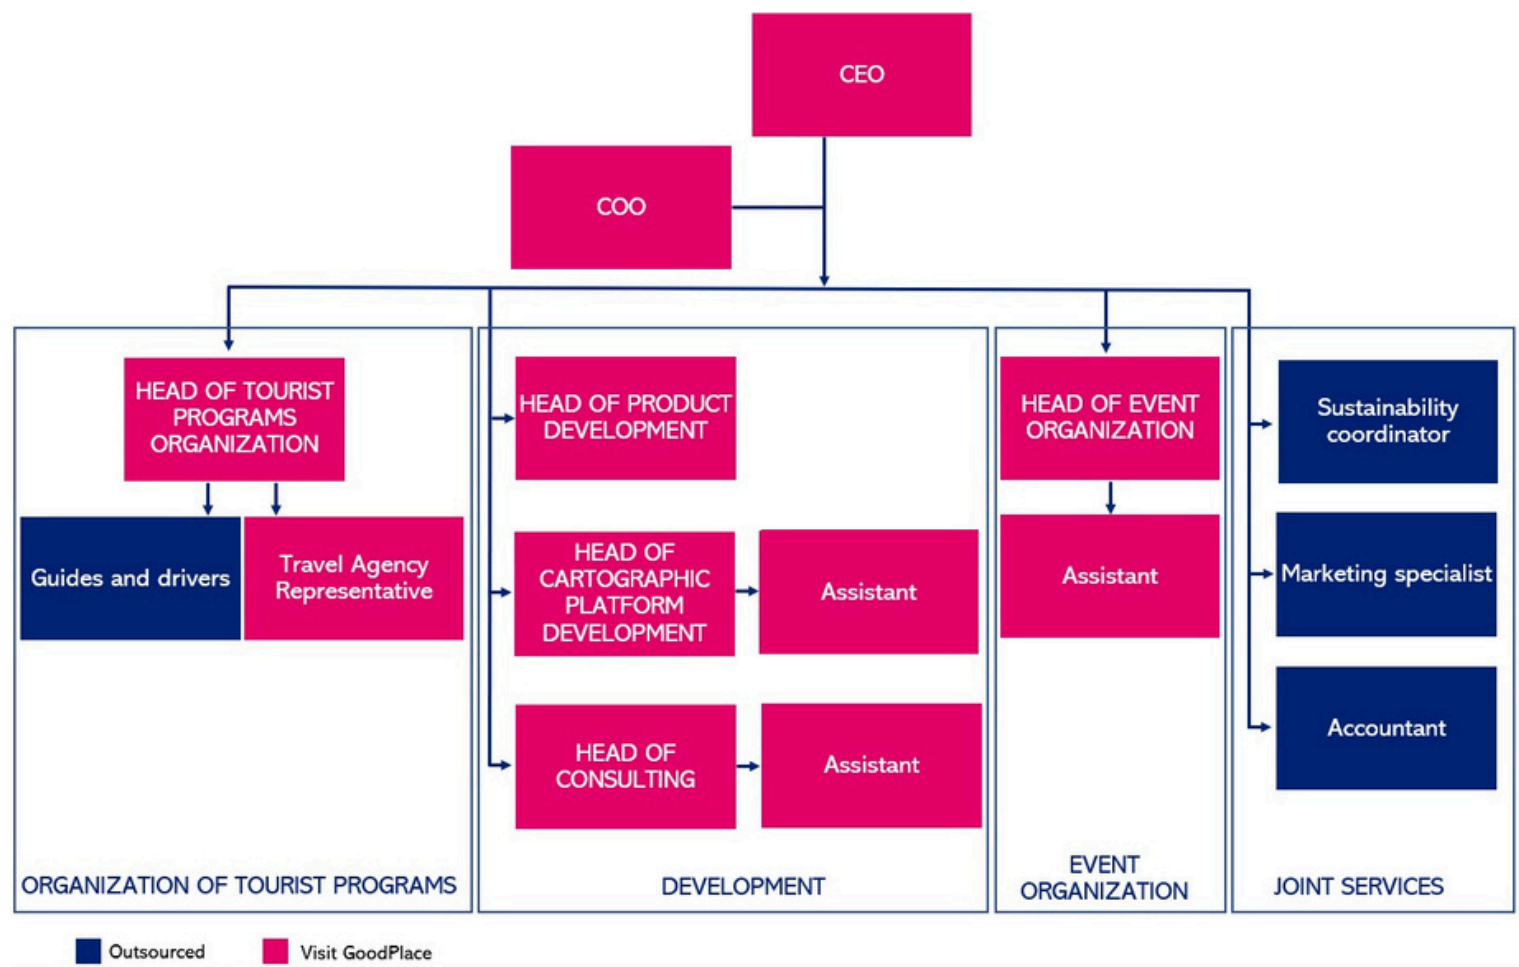 CEO
COO
HEAD OF TOURIST
PROGRAMS
ORGANIZATION
Guides and drivers
Travel Agency
Representative
ORGANIZATION OF TOURIST PROGRAMS
HEAD OF PRODUCT
DEVELOPMENT
HEAD OF
CARTOGRAPHIC
PLATFORM
DEVELOPMENT
Assistant
HEAD OF
CONSULTING
Assistant
DEVELOPMENT
HEAD OF EVENT
ORGANIZATION
Assistant
EVENT
ORGANIZATION
Sustainability
coordinator
Marketing specialist
Accountant
JOINT SERVICES
Outsourced
Visit GoodPlace